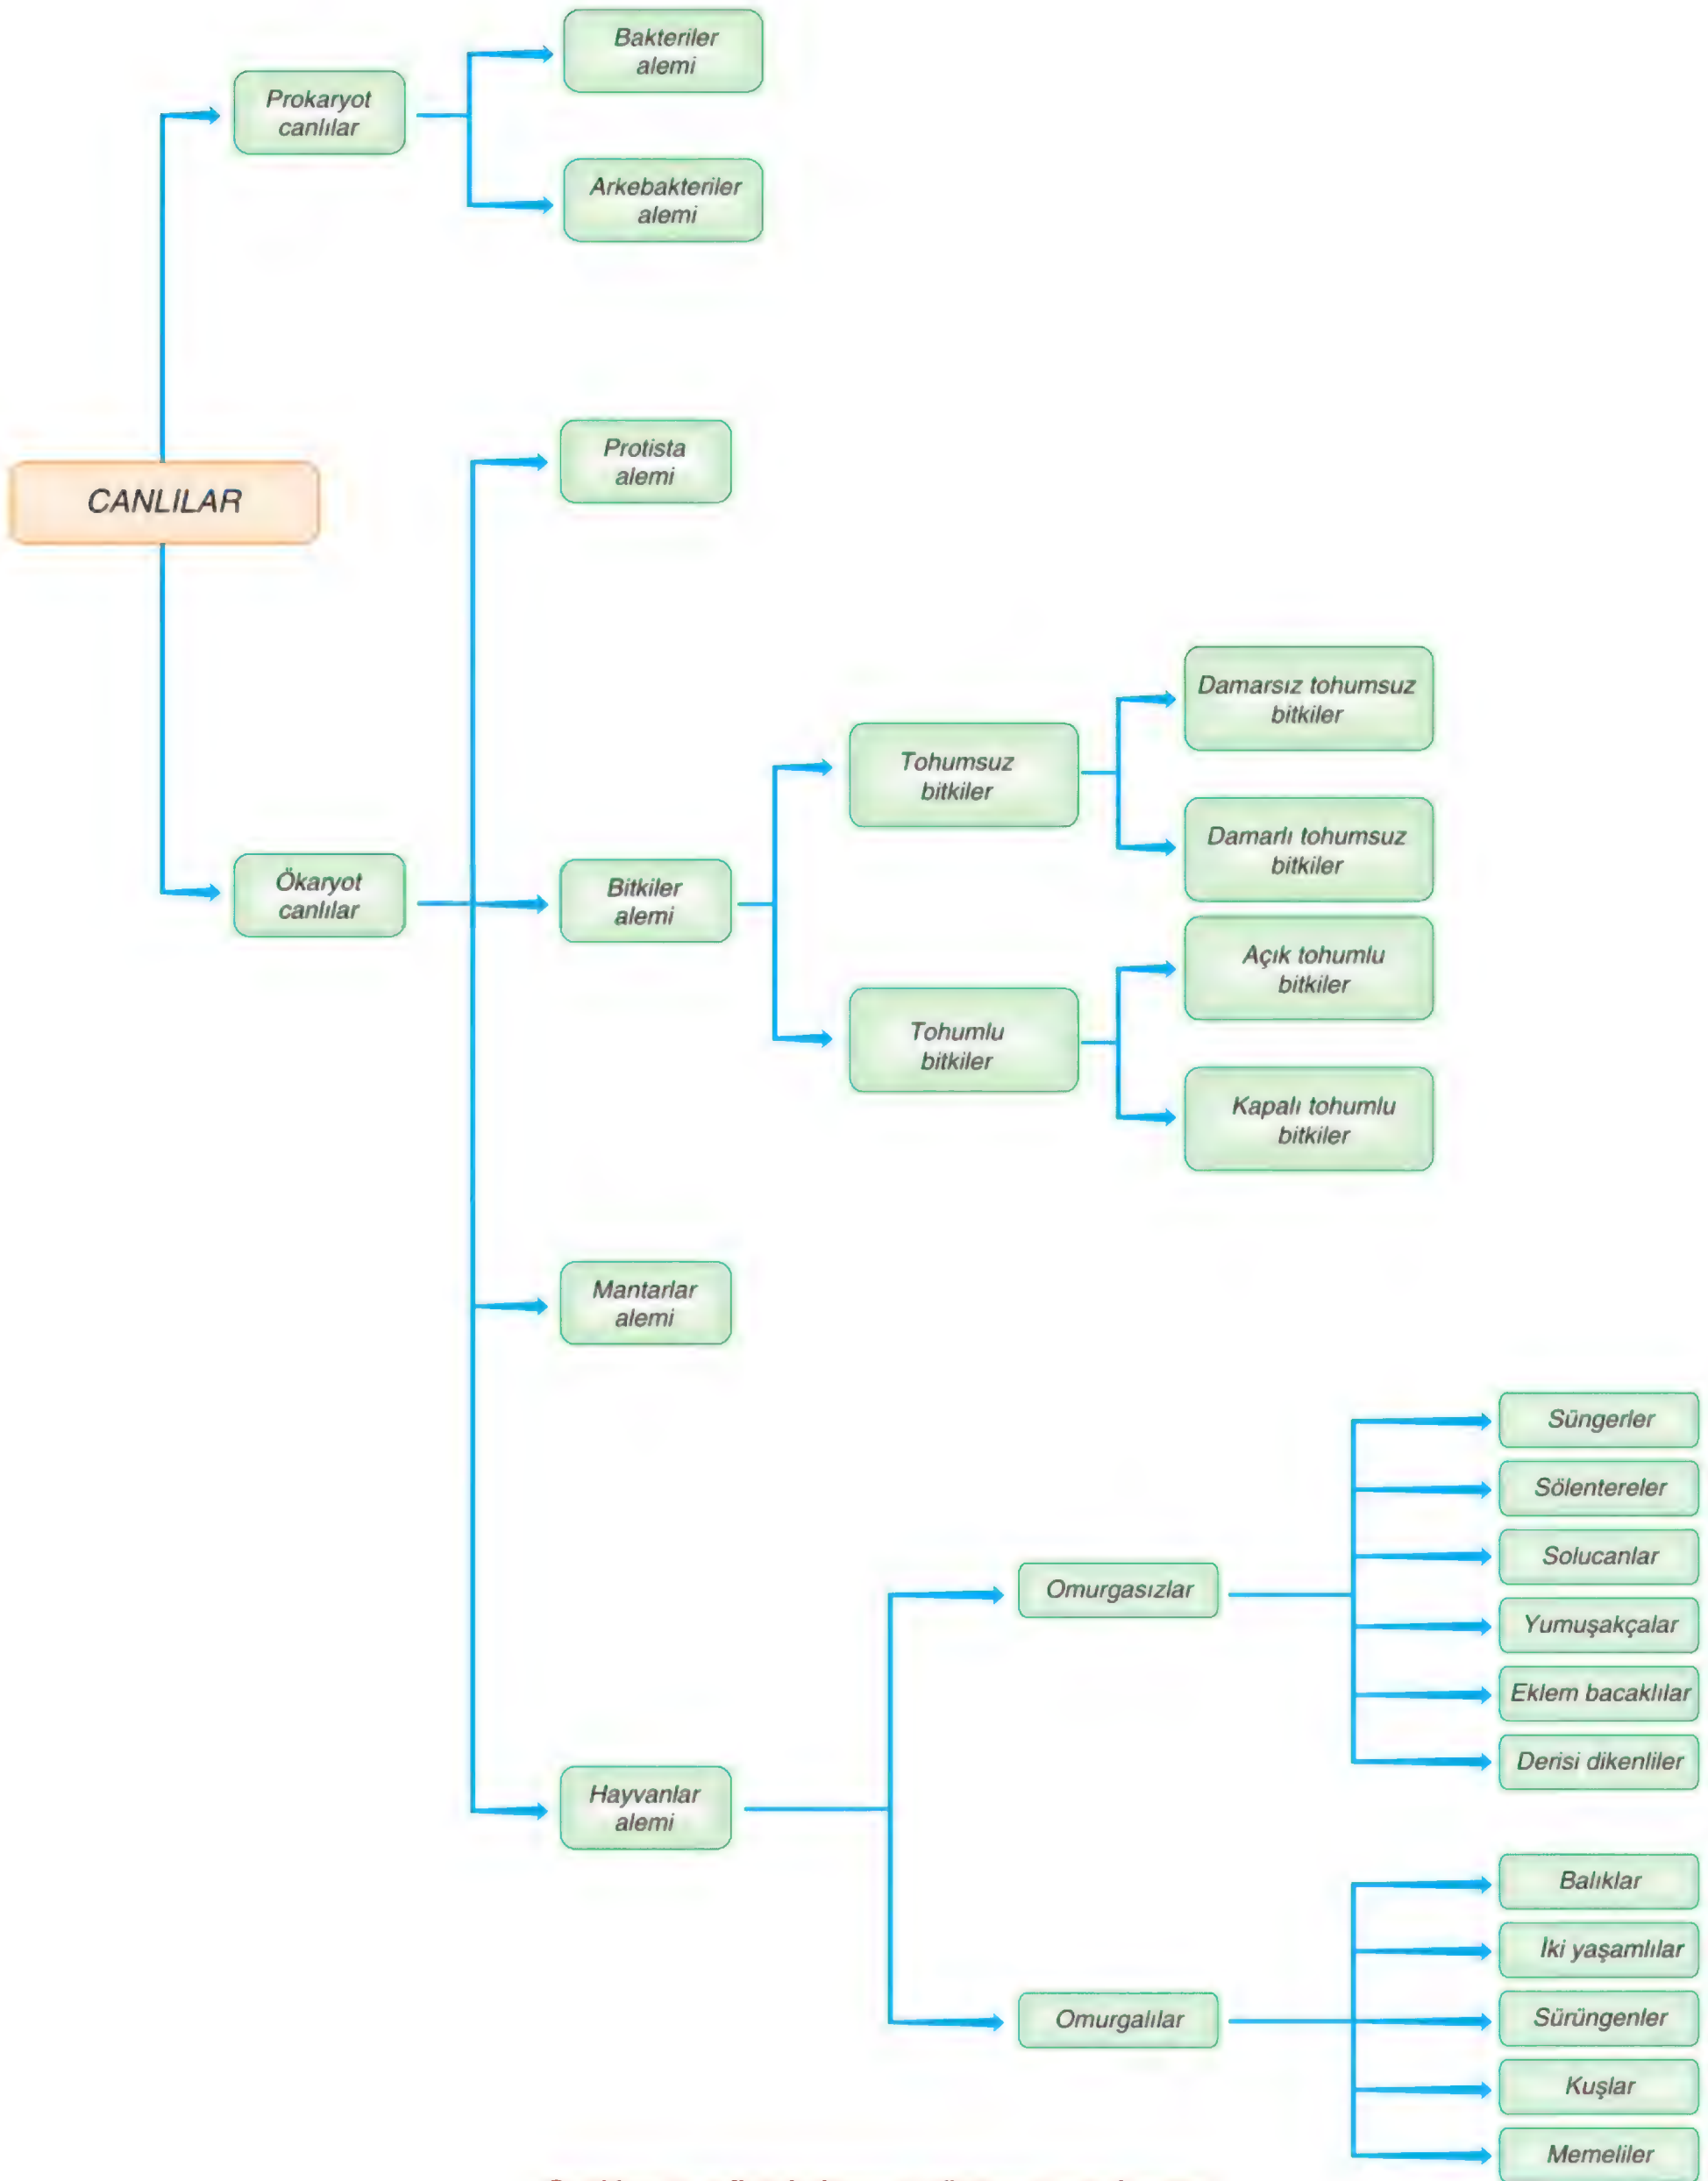 Bakteriler
alemi
Prokaryot
canlılar
Arkebakteriler
alemi
Protista
alemi
CANLILAR
Damarsız tohumsuz
bitkiler
Tohumsuz
bitkiler
Damarlı tohumsuz
bitkiler
Ökaryot
canlılar
Bitkiler
alemi
Açık tohumlu
bitkiler
Tohumlu
bitkiler
Kapalı tohumlu
bitkiler
Mantarlar
alemi
Süngerler
Sölentereler
Solucanlar
Omurgasızlar
Yumuşakçalar
Eklem bacaklılar
Derisi dikenliler
Hayvanlar
alemi
Balıklar
İki yaşamlılar
Omurgalılar
Sürüngenler
Kuşlar
Memeliler